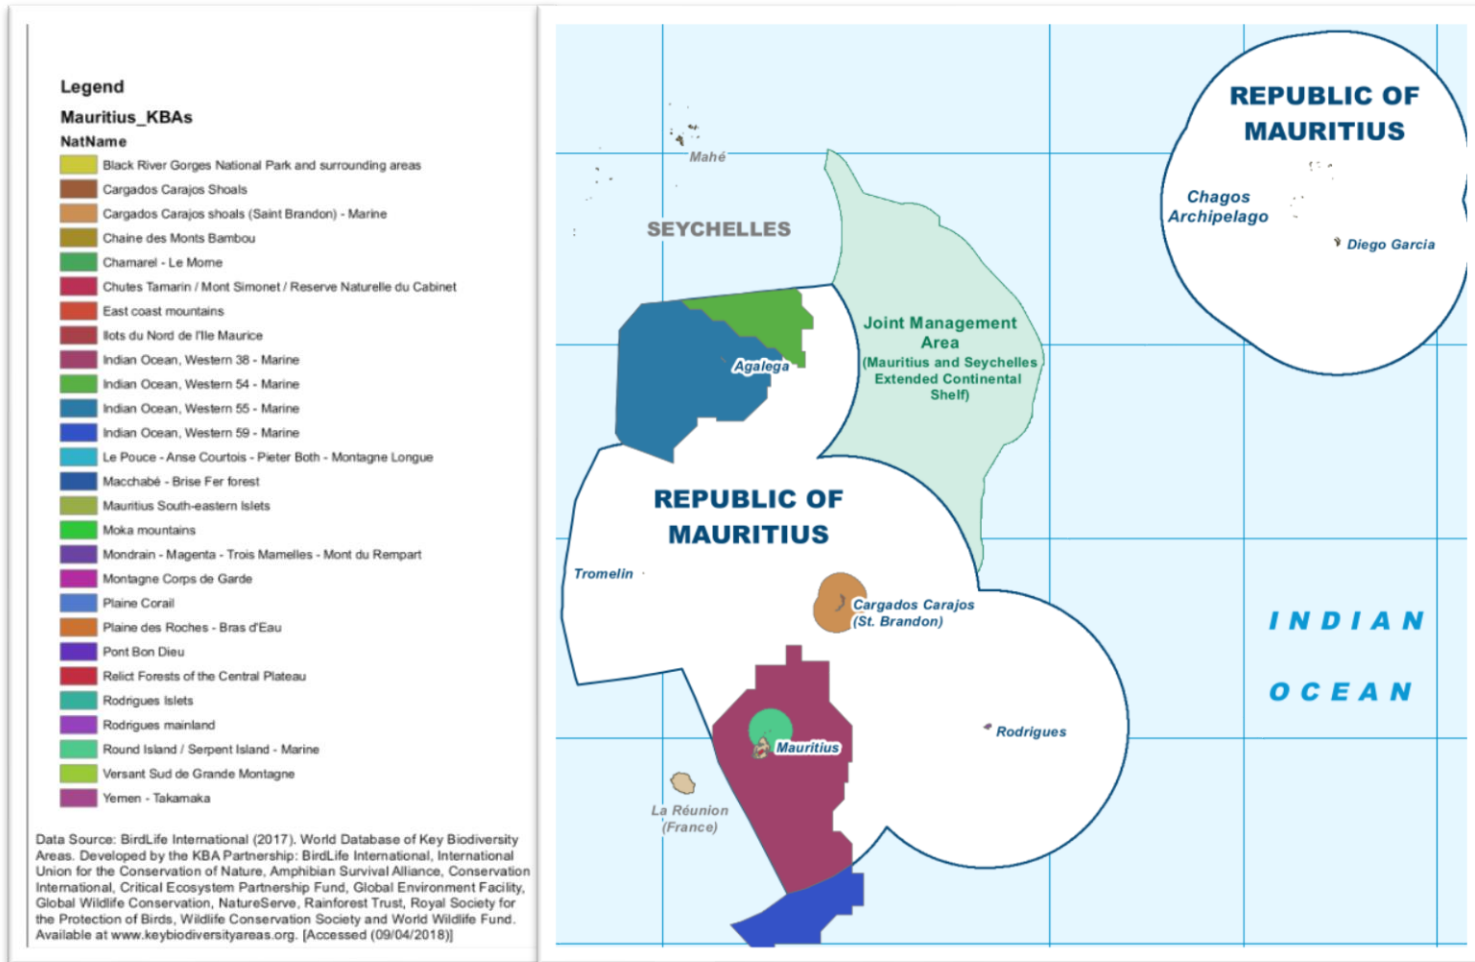 Legend
Mauritius_KBAs
NatName
Black River Gorges National Park and surrounding areas
Cargados Carajos Shoals
Cargados Carajos shoals (Saint Brandon) - Marine
Chaine des Monts Bambou
Chamarel - Le Morne
Chutes Tamarin / Mont Simonet / Reserve Naturelle du Cabinet
East coast mountains
Ilots du Nord de l'Ile Maurice
Indian Ocean, Western 38 - Marine
Indian Ocean, Western 54 - Marine
Indian Ocean, Western 55 - Marine
Indian Ocean, Western 59 - Marine
Le Pouce - Anse Courtois - Pieter Both - Montagne Longue
Macchabé - Brise Fer forest
Mauritius South-eastern Islets
Moka mountains
Mondrain - Magenta - Trois Mamelles - Mont du Rempart
Montagne Corps de Garde
Plaine Corail
Plaine des Roches - Bras d'Eau
Pont Bon Dieu
Relict Forests of the Central Plateau
Rodrigues Islets
Rodrigues mainland
Round Island / Serpent Island - Marine
Versant Sud de Grande Montagne
Yemen - Takamaka
Data Source: BirdLife International (2017). World Database of Key Biodiversity
Areas. Developed by the KBA Partnership: BirdLife International, International
Union for the Conservation of Nature, Amphibian Survival Alliance, Conservation
International, Critical Ecosystem Partnership Fund, Global Environment Facility,
Global Wildlife Conservation, NatureServe, Rainforest Trust, Royal Society for
the Protection of Birds, Wildlife Conservation Society and World Wildlife Fund.
Available at www.keybiodiversityareas.org. [Accessed (09/04/2018)]
REPUBLIC OF
MAURITIUS
Mahé
Chagos
Archipelago
SEYCHELLES
Diego Garcia
Joint Management
Area
(Mauritius and Seychelles
Extended Continental
Shelf)
Agalega
REPUBLIC OF
MAURITIUS
Tromelin
Cargados Carajos
(St. Brandon)
INDIAN
OCEAN
Rodrigues
Mauritius
La Réunion
(France)